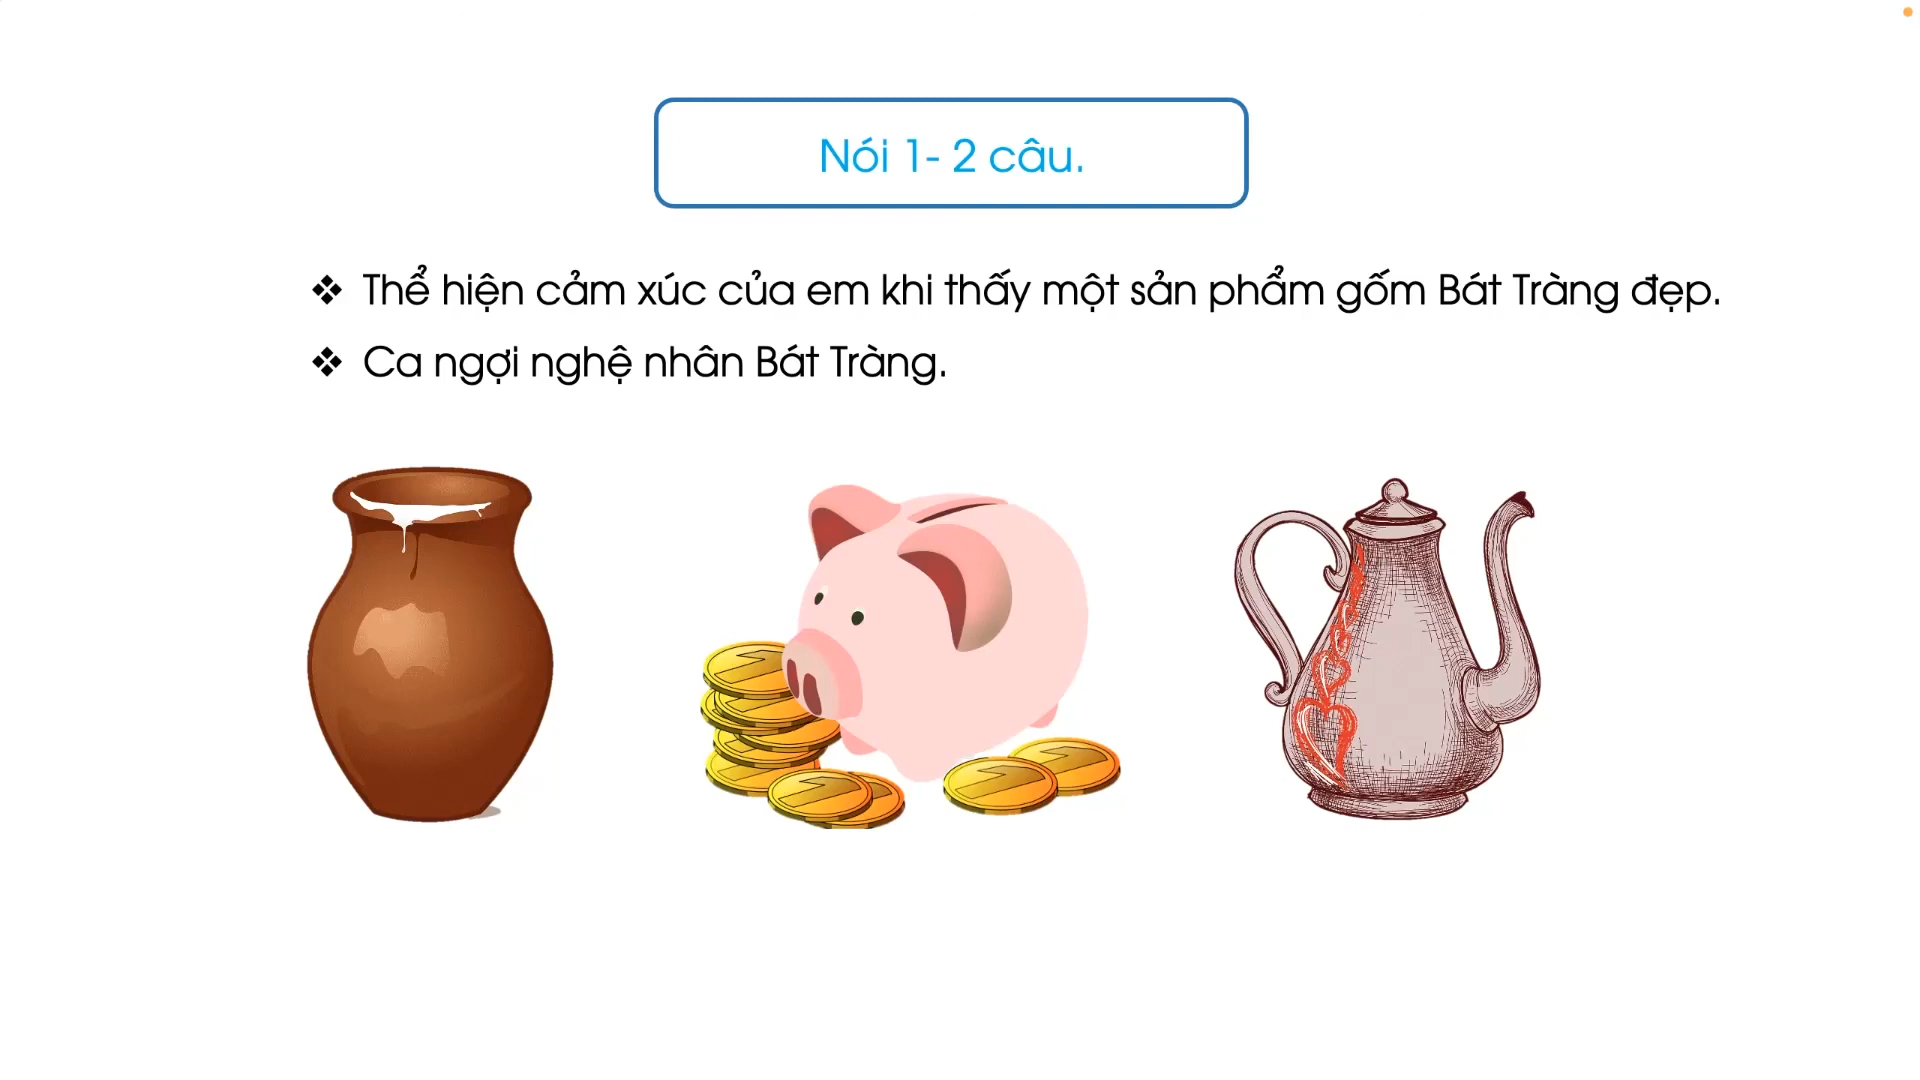 Nói 1- 2 câu.
❖ Thể hiện cảm xúc của em khi thấy một sản phẩm gốm Bát Tràng đẹp.
❖ Ca ngợi nghệ nhân Bát Tràng.